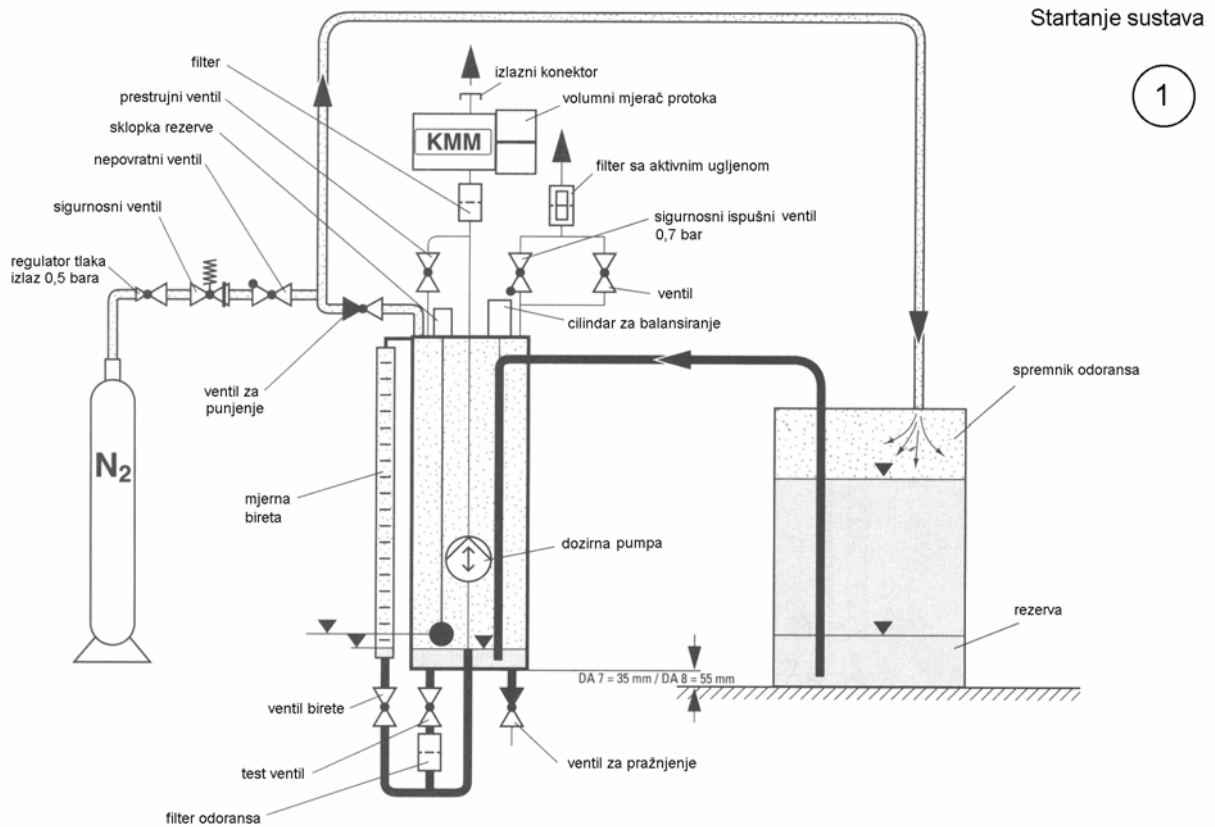 Startanje sustava
1
filter
izlazni konektor
prestrujni ventil
volumni mjerač protoka
sklopka rezerve
KMM
nepovratni ventil
filter sa aktivnim ugljenom
sigurnosni ventil
sigurnosni ispušni ventil
0,7 bar
regulator tlaka
izlaz 0,5 bara
ventil
cilindar za balansiranje
ventil za
punjenje
spremnik odoransa
N2
mjerna
bireta
dozirna pumpa
rezerva
DA 7 = 35 mm / DA 8 = 55 mm
ventil birete
test ventil
ventil za pražnjenje
filter odoransa